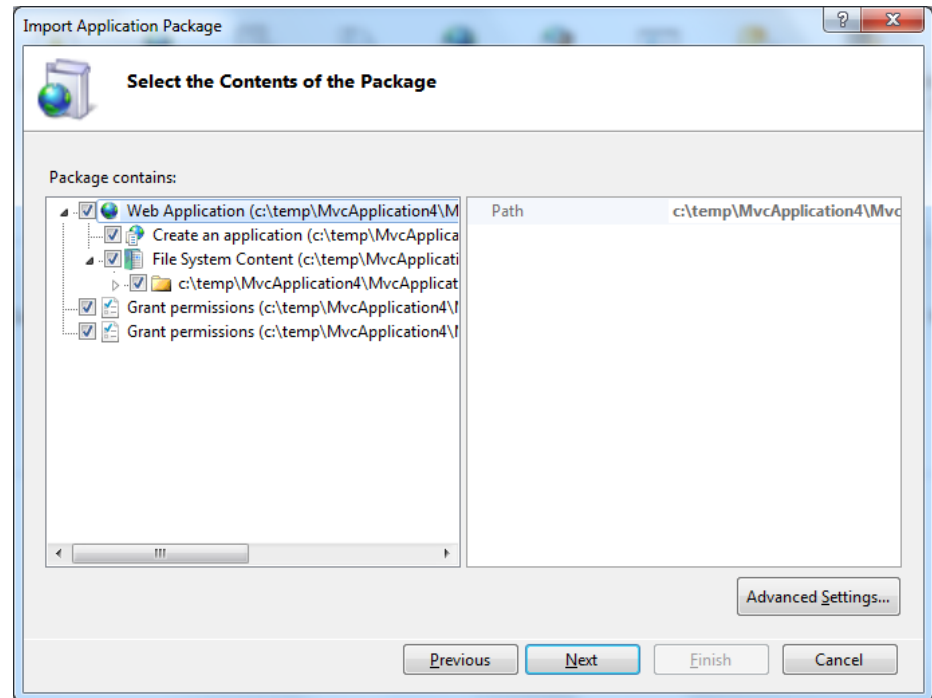 Import Application Package
Select the Contents of the Package
Package contains:
Web Application (c:\temp\MvcApplication4\M
Path c:\temp\MvcApplication4\Mvc
Create an application (c:\temp\MvcApplica
File System Content (c:\temp\MvcApplicati
c:\temp\MvcApplication4\MvcApplicat
Grant permissions (c:\temp\MvcApplication4\
Grant permissions (c:\temp\MvcApplication4\
Advanced Settings...
Previous Next Finish Cancel